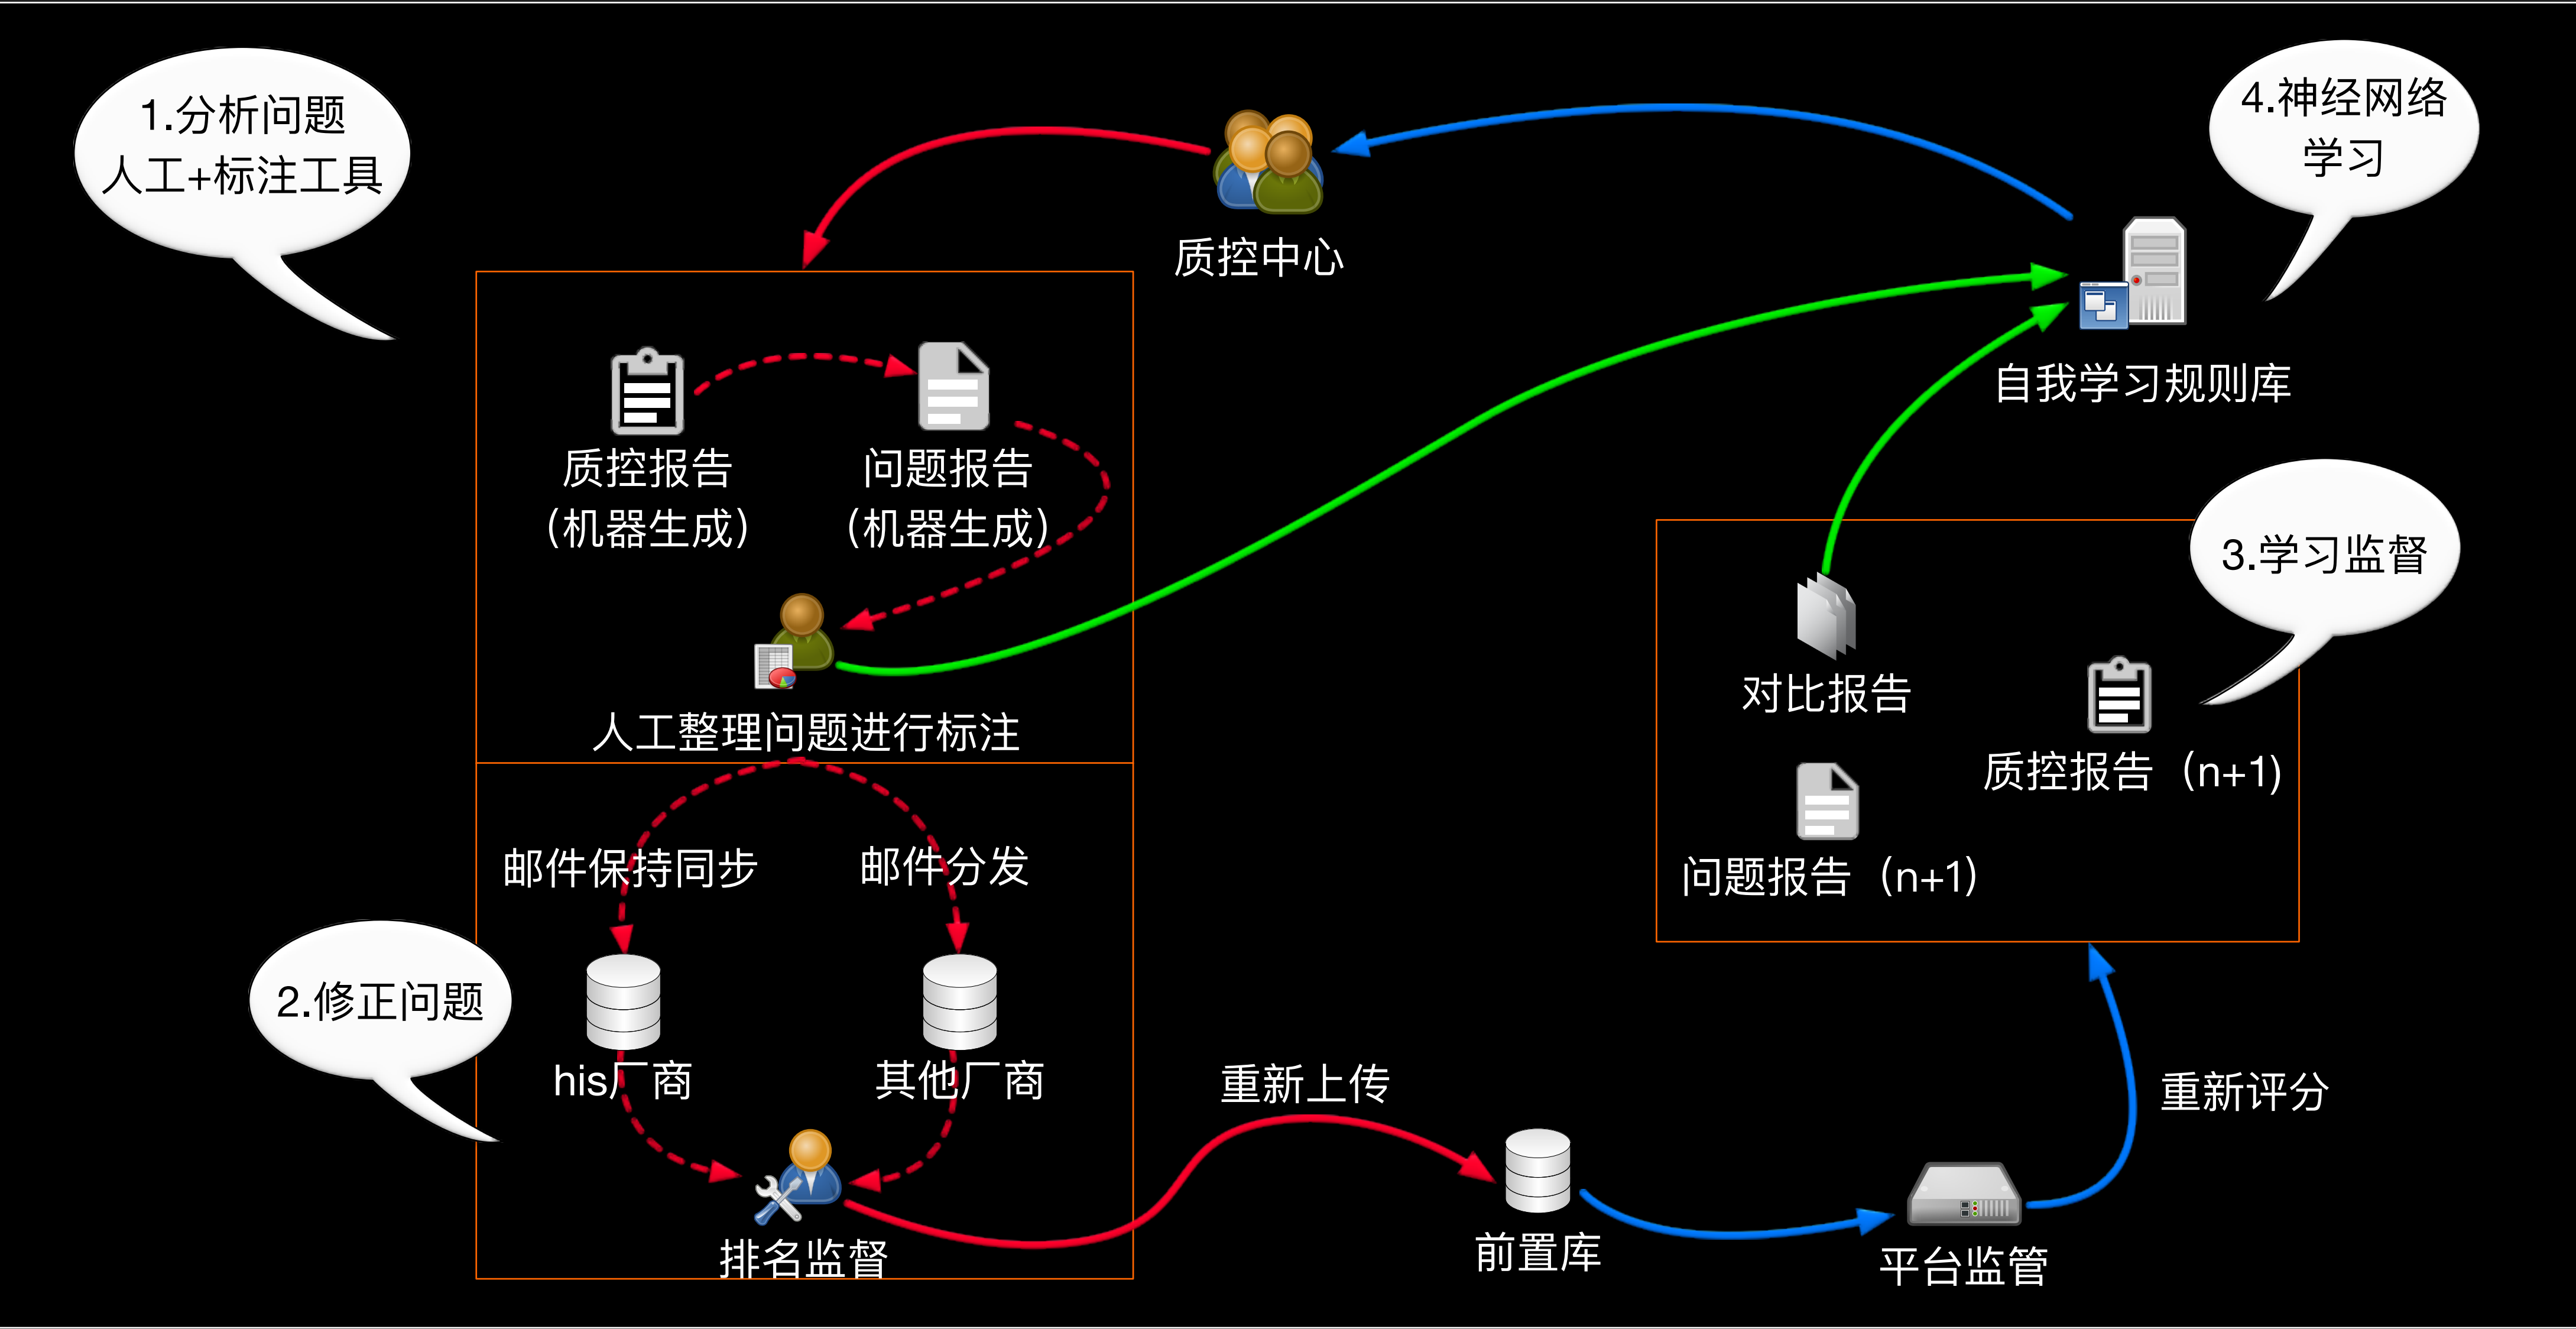 1.分析问题
人工+标注工具
4.神经网络
学习
质控中心
自我学习规则库
质控报告
（机器生成）
问题报告
（机器生成）
3.学习监督
人工整理问题进行标注
对比报告
质控报告（n+1）
问题报告（n+1）
邮件保持同步
邮件分发
2.修正问题
his厂商
其他厂商
重新上传
重新评分
排名监督
前置库
平台监管